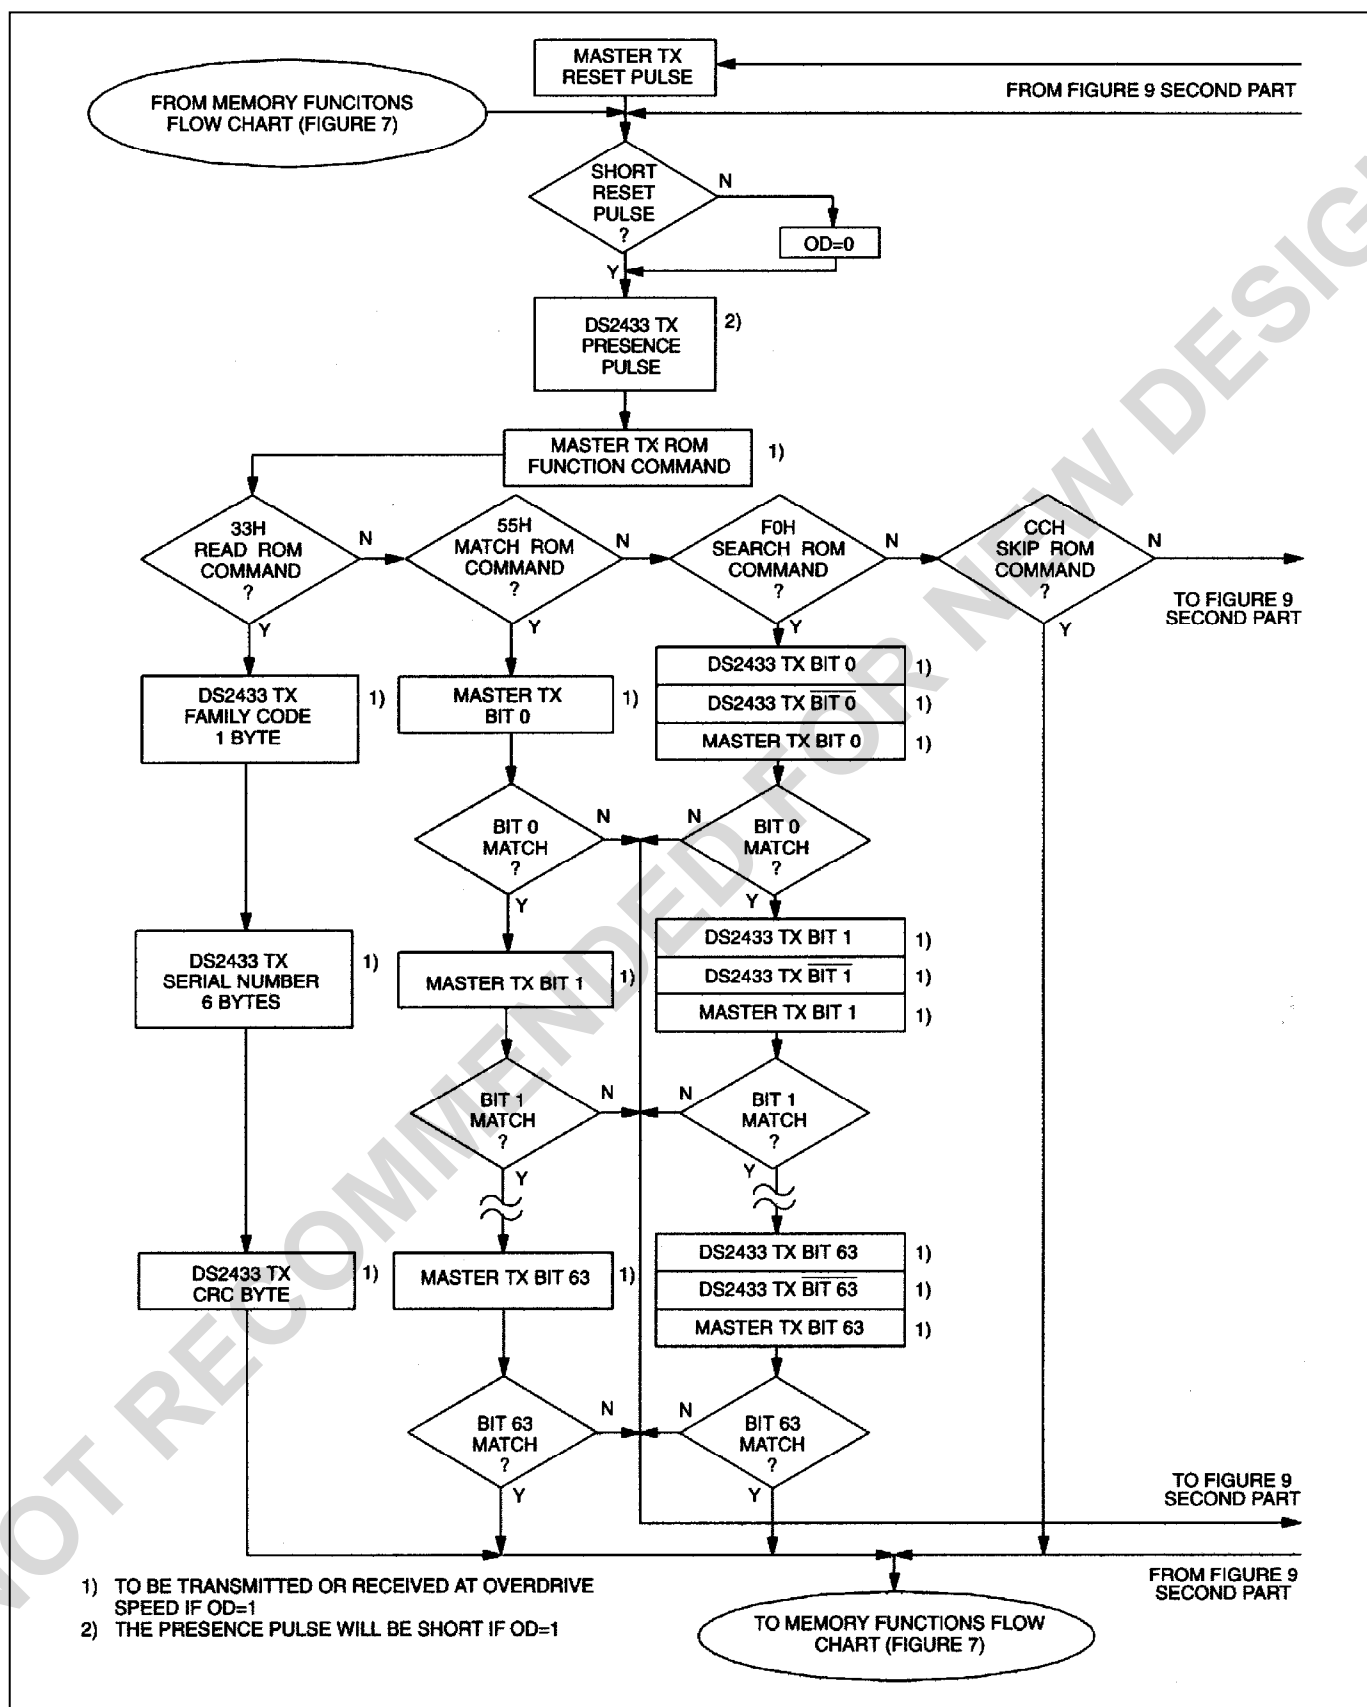 MASTER TX
RESET PULSE
FROM FIGURE 9 SECOND PART
FROM MEMORY FUNCITONS
FLOW CHART (FIGURE 7)
SHORT
RESET
PULSE
?
N
OD=0
Y
DS2433 TX
PRESENCE
PULSE
2)
MASTER TX ROM
FUNCTION COMMAND
1)
33H
READ ROM
COMMAND
?
N
Y
55H
MATCH ROM
COMMAND
?
N
Y
F0H
SEARCH ROM
COMMAND
?
N
Y
CCH
SKIP ROM
COMMAND
?
N
Y
TO FIGURE 9
SECOND PART
DS2433 TX
FAMILY CODE
1 BYTE
1)
DS2433 TX
SERIAL NUMBER
6 BYTES
1)
DS2433 TX
CRC BYTE
1)
MASTER TX
BIT 0
1)
BIT 0
MATCH
?
N
Y
MASTER TX BIT 1
1)
BIT 1
MATCH
?
N
Y
MASTER TX BIT 63
1)
BIT 63
MATCH
?
N
Y
DS2433 TX BIT 0
1)
DS2433 TX B̅I̅T̅ ̅0̅
1)
MASTER TX BIT 0
1)
BIT 0
MATCH
?
N
Y
DS2433 TX BIT 1
1)
DS2433 TX B̅I̅T̅ ̅1̅
1)
MASTER TX BIT 1
1)
BIT 1
MATCH
?
N
Y
DS2433 TX BIT 63
1)
DS2433 TX B̅I̅T̅ ̅6̅3̅
1)
MASTER TX BIT 63
1)
BIT 63
MATCH
?
N
Y
TO FIGURE 9
SECOND PART
FROM FIGURE 9
SECOND PART
TO MEMORY FUNCTIONS FLOW
CHART (FIGURE 7)
1) TO BE TRANSMITTED OR RECEIVED AT OVERDRIVE
SPEED IF OD=1
2) THE PRESENCE PULSE WILL BE SHORT IF OD=1
NOT RECOMMENDED FOR NEW DESIG